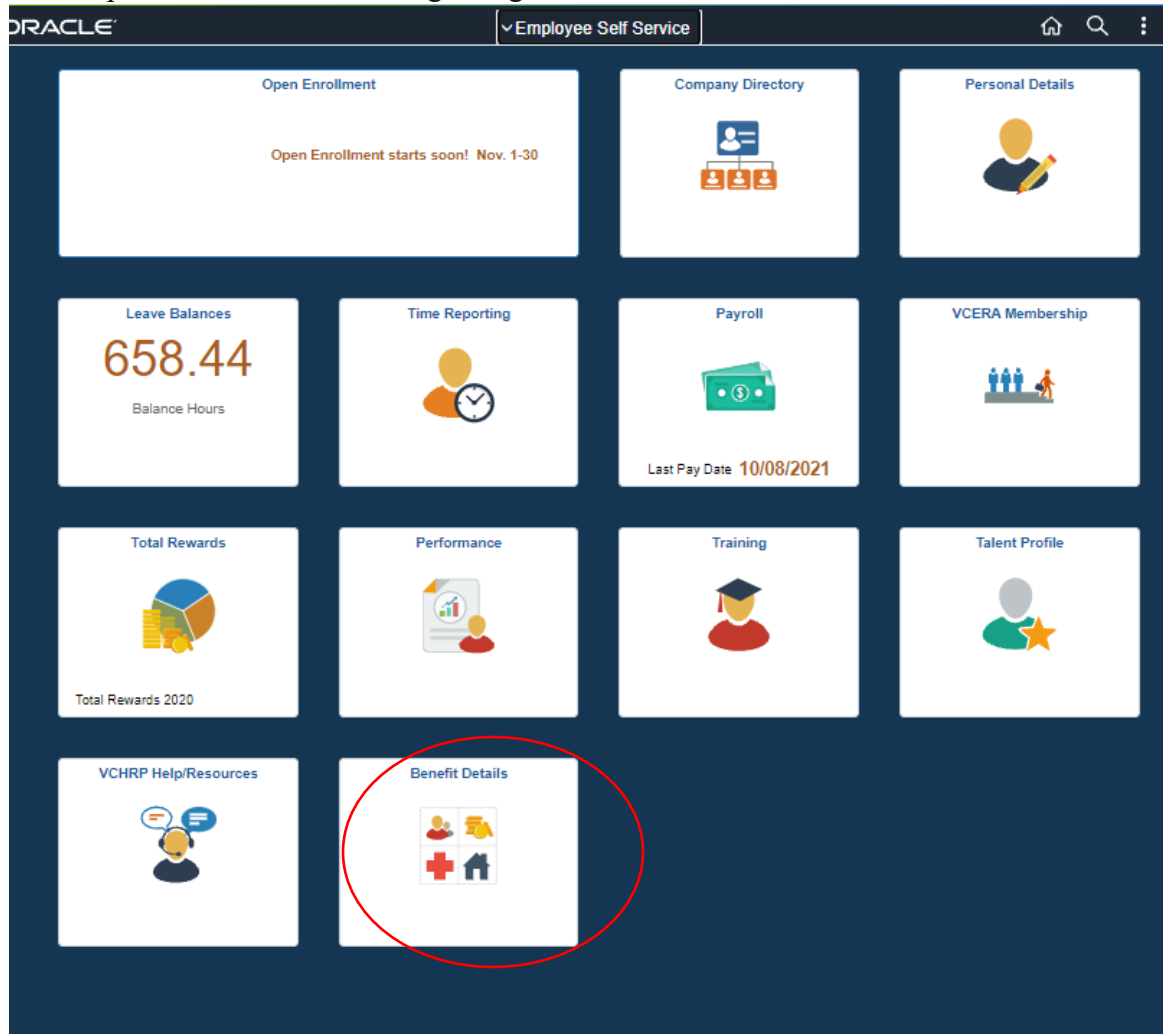 ORACLE
Employee Self Service
Open Enrollment
Open Enrollment starts soon! Nov. 1-30
Company Directory
Personal Details
Leave Balances
658.44
Balance Hours
Time Reporting
Payroll
Last Pay Date 10/08/2021
VCERA Membership
Total Rewards
Total Rewards 2020
Performance
Training
Talent Profile
VCHRP Help/Resources
Benefit Details